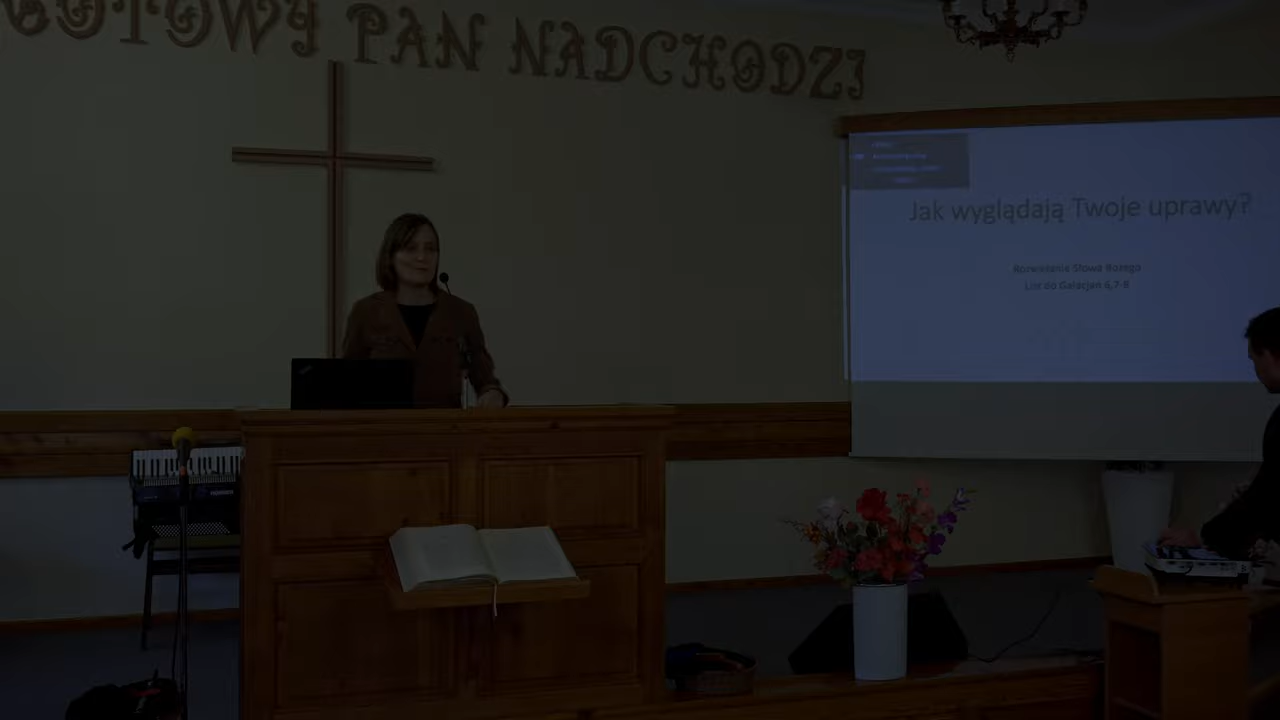 GOTOWY PAN NADCHODZI
Jak wyglądają Twoje uprawy?
Rozważanie Słowa Bożego
List do Galacjan 6,7-8